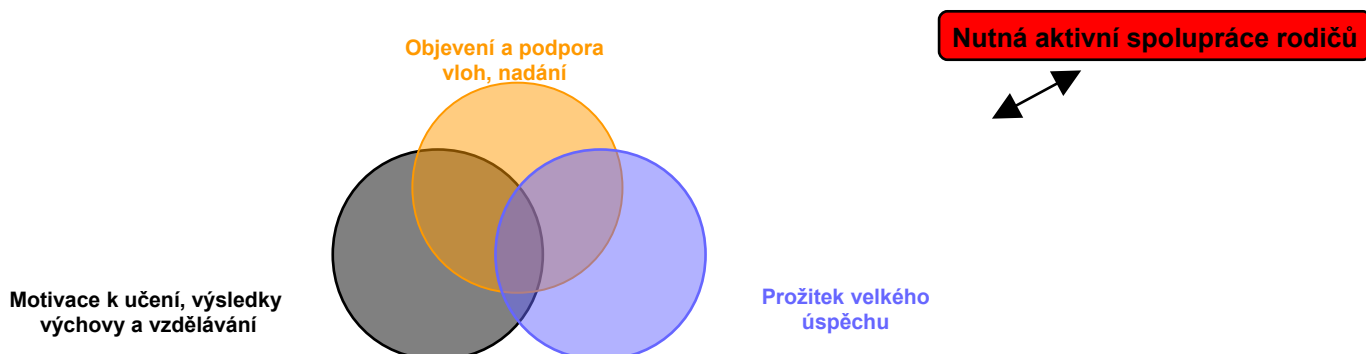 Nutná aktivní spolupráce rodičů
Objevení a podpora
vloh, nadání
Motivace k učení, výsledky
výchovy a vzdělávání
Prožitek velkého
úspěchu